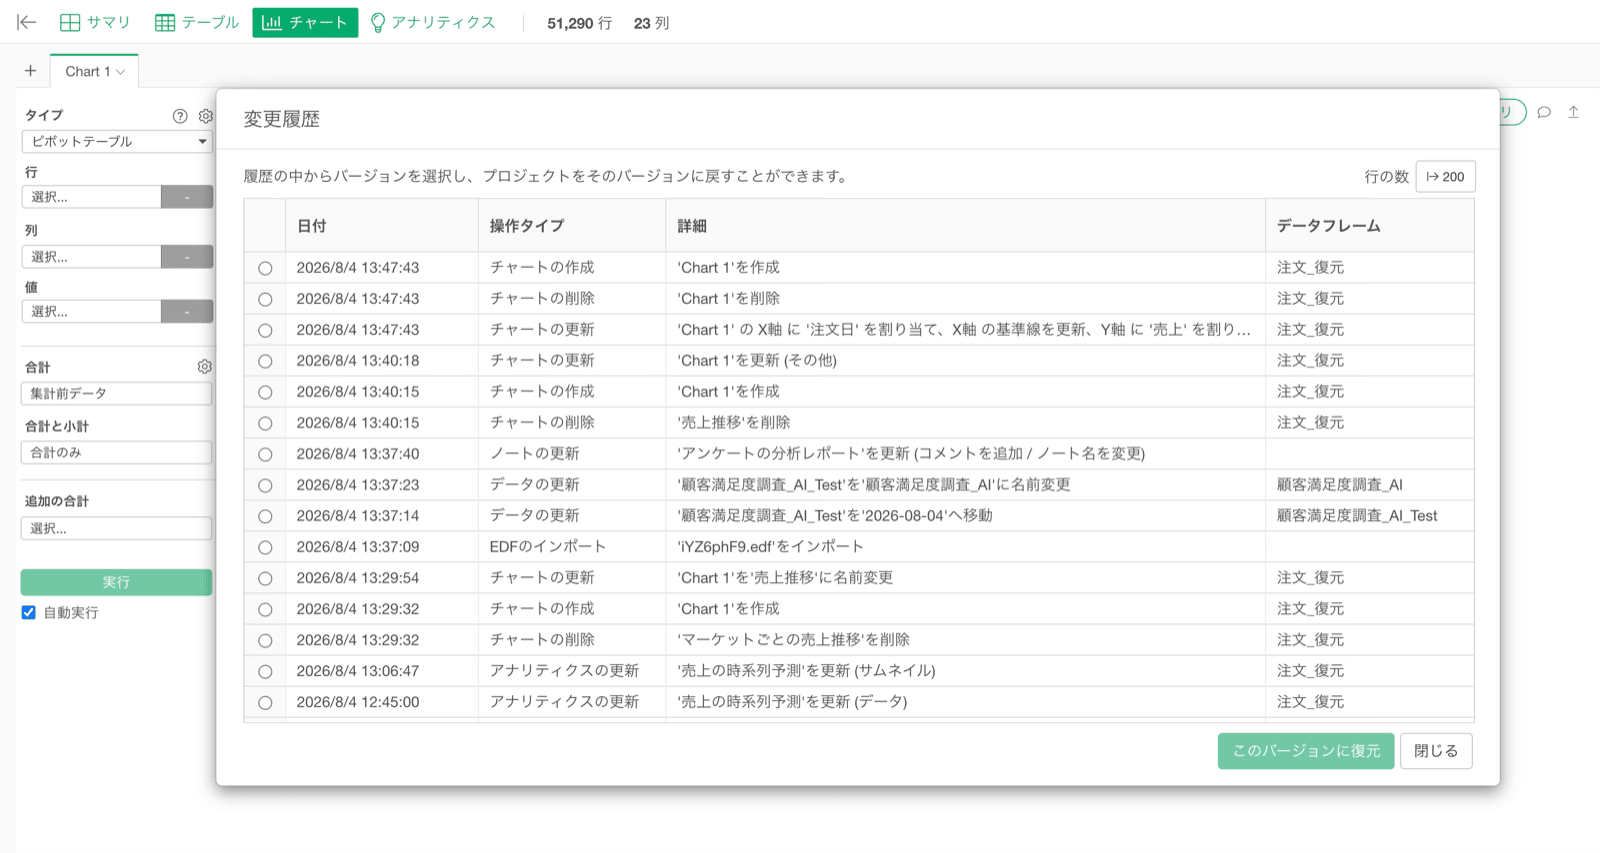 サマリ テーブル チャート アナリティクス 51,290 行 23 列
+ Chart 1
タイプ
ピボットテーブル
行
選択... -
列
選択... -
値
選択... -
合計
集計前データ
合計と小計
合計のみ
追加の合計
選択...
実行
自動実行
リ
変更履歴
履歴の中からバージョンを選択し、プロジェクトをそのバージョンに戻すことができます。 行の数 200
日付 操作タイプ 詳細 データフレーム
2026/8/4 13:47:43 チャートの作成 'Chart 1'を作成 注文_復元
2026/8/4 13:47:43 チャートの削除 'Chart 1'を削除 注文_復元
2026/8/4 13:47:43 チャートの更新 'Chart 1' の X軸 に '注文日' を割り当て、X軸 の基準線を更新、Y軸 に '売上' を割り... 注文_復元
2026/8/4 13:40:18 チャートの更新 'Chart 1'を更新 (その他) 注文_復元
2026/8/4 13:40:15 チャートの作成 'Chart 1'を作成 注文_復元
2026/8/4 13:40:15 チャートの削除 '売上推移'を削除 注文_復元
2026/8/4 13:37:40 ノートの更新 'アンケートの分析レポート'を更新 (コメントを追加 / ノート名を変更)
2026/8/4 13:37:23 データの更新 '顧客満足度調査_AI_Test'を'顧客満足度調査_AI'に名前変更 顧客満足度調査_AI
2026/8/4 13:37:14 データの更新 '顧客満足度調査_AI_Test'を'2026-08-04'へ移動 顧客満足度調査_AI_Test
2026/8/4 13:37:09 EDFのインポート 'iYZ6phF9.edf'をインポート
2026/8/4 13:29:54 チャートの更新 'Chart 1'を'売上推移'に名前変更 注文_復元
2026/8/4 13:29:32 チャートの作成 'Chart 1'を作成 注文_復元
2026/8/4 13:29:32 チャートの削除 'マーケットごとの売上推移'を削除 注文_復元
2026/8/4 13:06:47 アナリティクスの更新 '売上の時系列予測'を更新 (サムネイル) 注文_復元
2026/8/4 12:45:00 アナリティクスの更新 '売上の時系列予測'を更新 (データ) 注文_復元
このバージョンに復元 閉じる